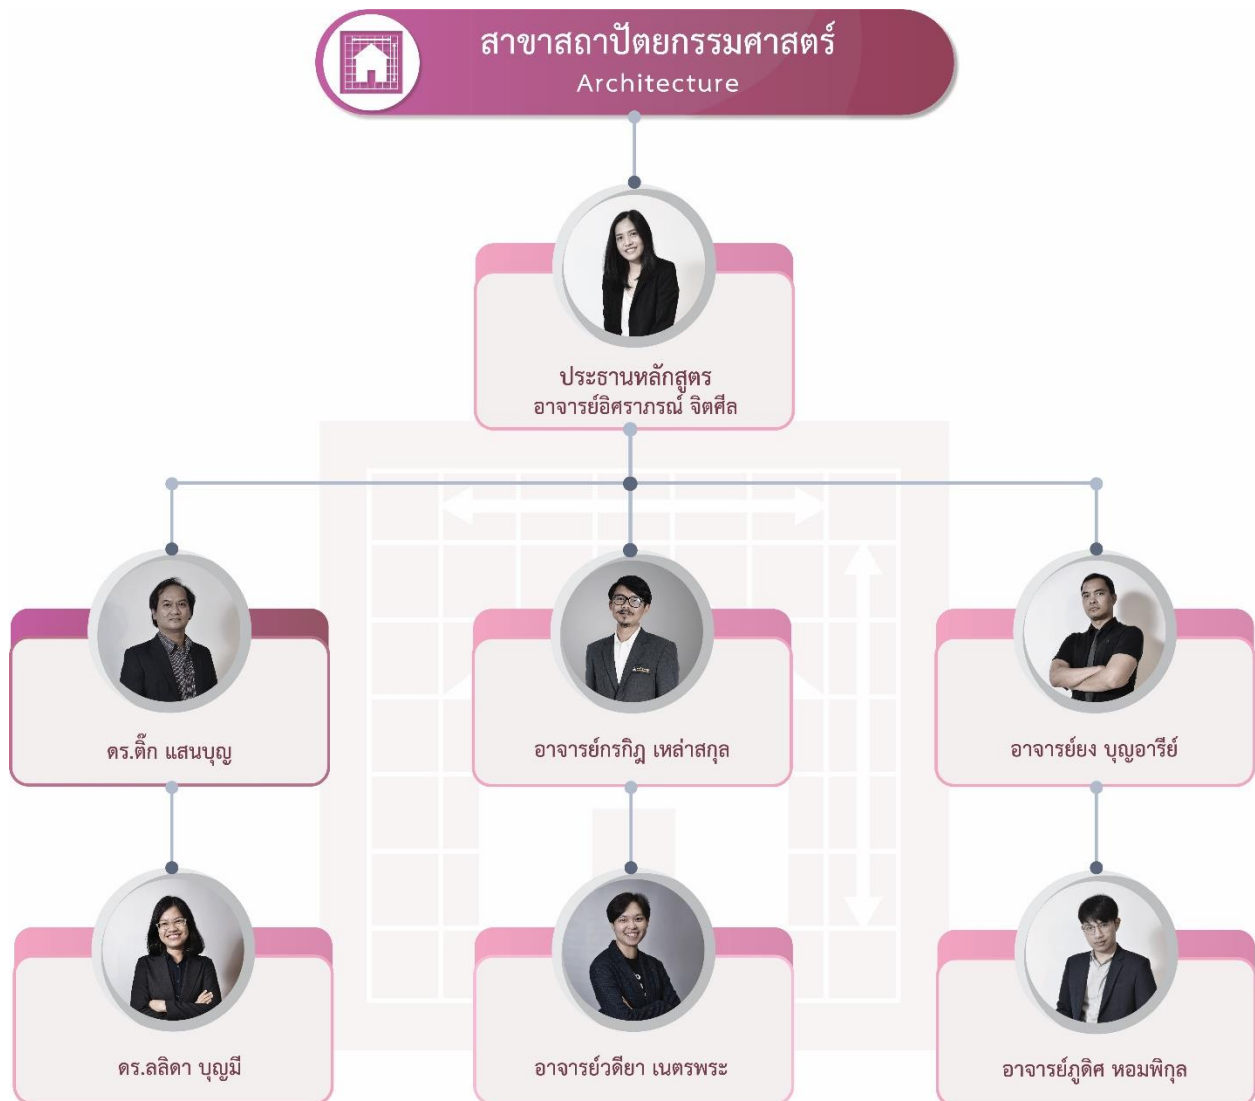 สาขาสถาปัตยกรรมศาสตร์
Architecture
ประธานหลักสูตร
อาจารย์อิศราภรณ์ จิตศีล
ดร.ติ๊ก แสนบุญ
อาจารย์กรกิฎ เหล่าสกุล
อาจารย์ยง บุญอารีย์
ดร.ลลิดา บุญมี
อาจารย์วดียา เนตรพระ
อาจารย์ภูดิศ หอมพิกุล